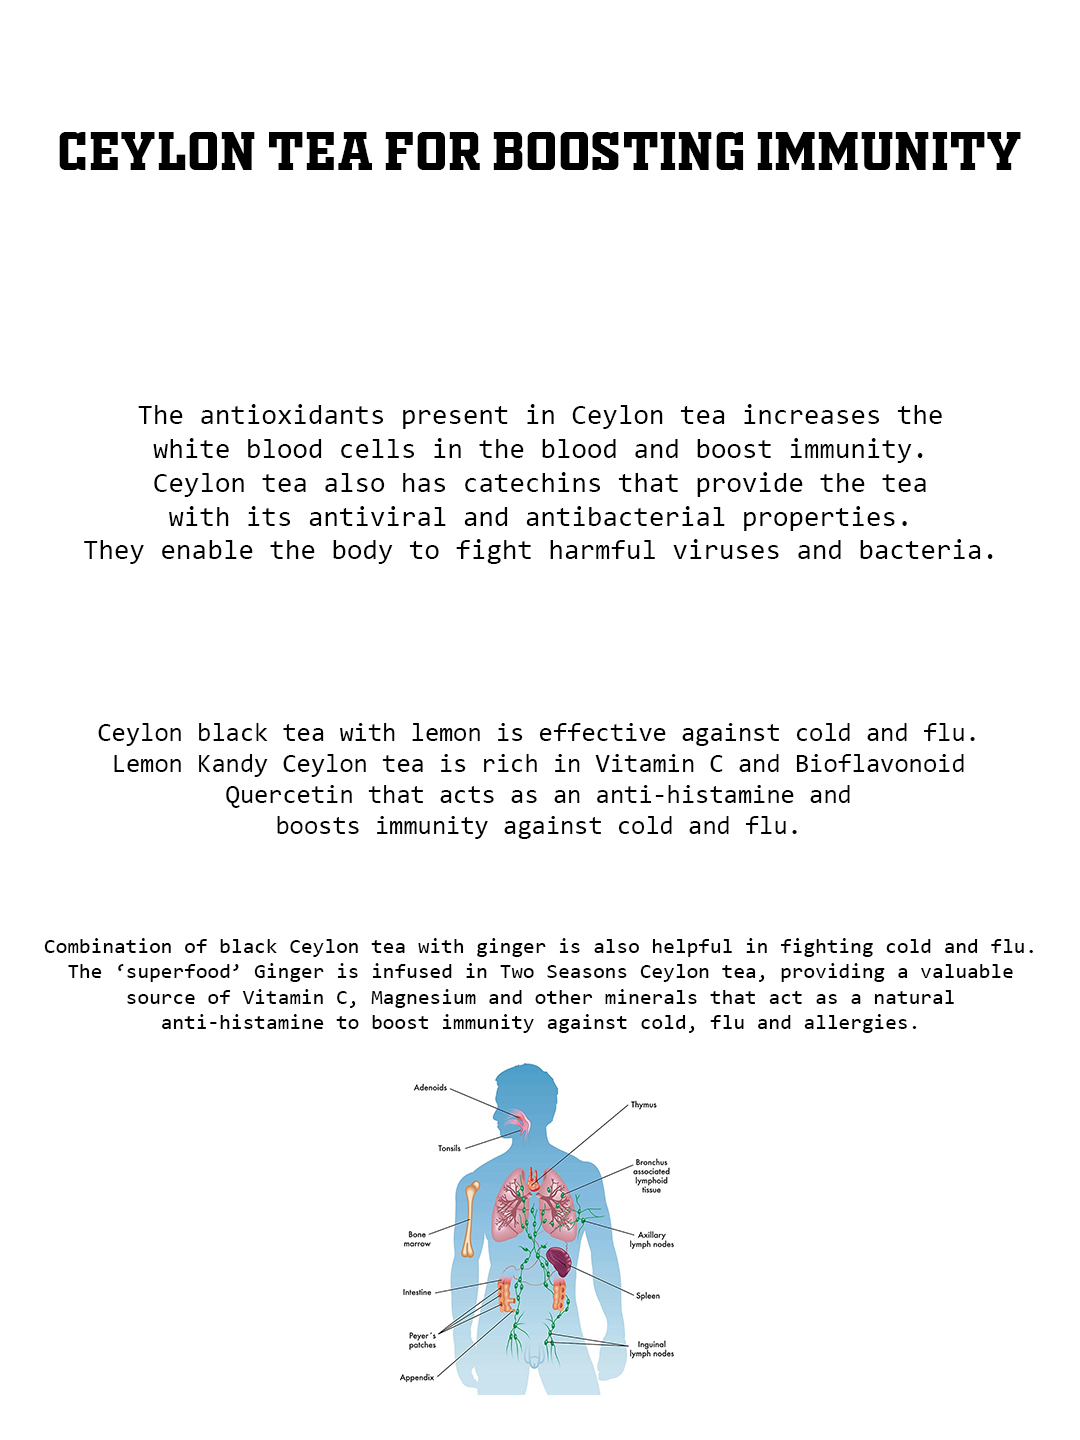 CEYLON TEA FOR BOOSTING IMMUNITY
The antioxidants present in Ceylon tea increases the
white blood cells in the blood and boost immunity.
Ceylon tea also has catechins that provide the tea
with its antiviral and antibacterial properties.
They enable the body to fight harmful viruses and bacteria.
Ceylon black tea with lemon is effective against cold and flu.
Lemon Kandy Ceylon tea is rich in Vitamin C and Bioflavonoid
Quercetin that acts as an anti-histamine and
boosts immunity against cold and flu.
Combination of black Ceylon tea with ginger is also helpful in fighting cold and flu.
The ‘superfood’ Ginger is infused in Two Seasons Ceylon tea, providing a valuable
source of Vitamin C, Magnesium and other minerals that act as a natural
anti-histamine to boost immunity against cold, flu and allergies.
Adenoids
Thymus
Tonsils
Bronchus
associated
lymphoid
tissue
Bone
marrow
Axillary
lymph nodes
Intestine
Spleen
Peyer´s
patches
Inguinal
lymph nodes
Appendix